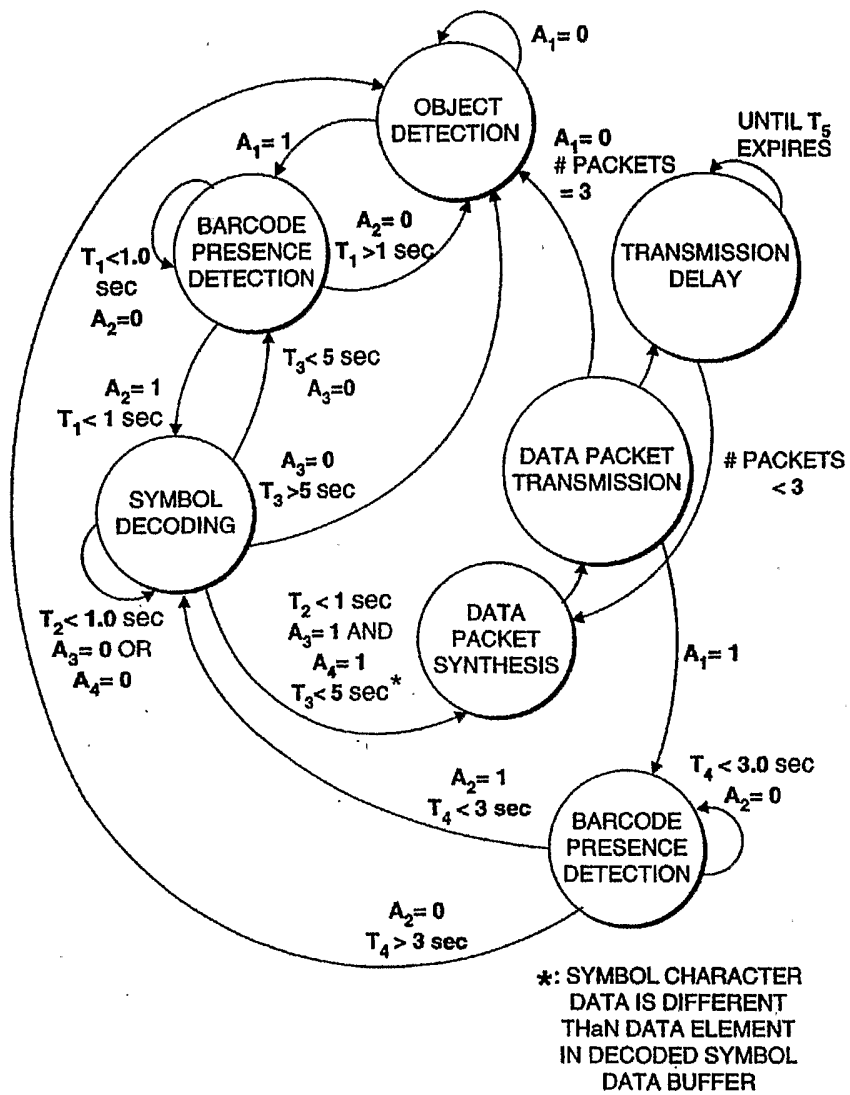 A₁= 0
OBJECT
DETECTION
A₁= 1
A₁= 0
# PACKETS
= 3
UNTIL T₅
EXPIRES
BARCODE
PRESENCE
DETECTION
A₂= 0
T₁ >1 sec
TRANSMISSION
DELAY
T₁<1.0
sec
A₂=0
T₃< 5 sec
A₃=0
A₂= 1
T₁< 1 sec
A₃= 0
T₃ >5 sec
DATA PACKET
TRANSMISSION
# PACKETS
< 3
SYMBOL
DECODING
T₂< 1.0 sec
A₃= 0 OR
A₄= 0
T₂ < 1 sec
A₃= 1 AND
A₄= 1
T₃< 5 sec*
DATA
PACKET
SYNTHESIS
A₁= 1
A₂= 1
T₄ < 3 sec
T₄ < 3.0 sec
A₂= 0
BARCODE
PRESENCE
DETECTION
A₂= 0
T₄ > 3 sec
*: SYMBOL CHARACTER
DATA IS DIFFERENT
THaN DATA ELEMENT
IN DECODED SYMBOL
DATA BUFFER